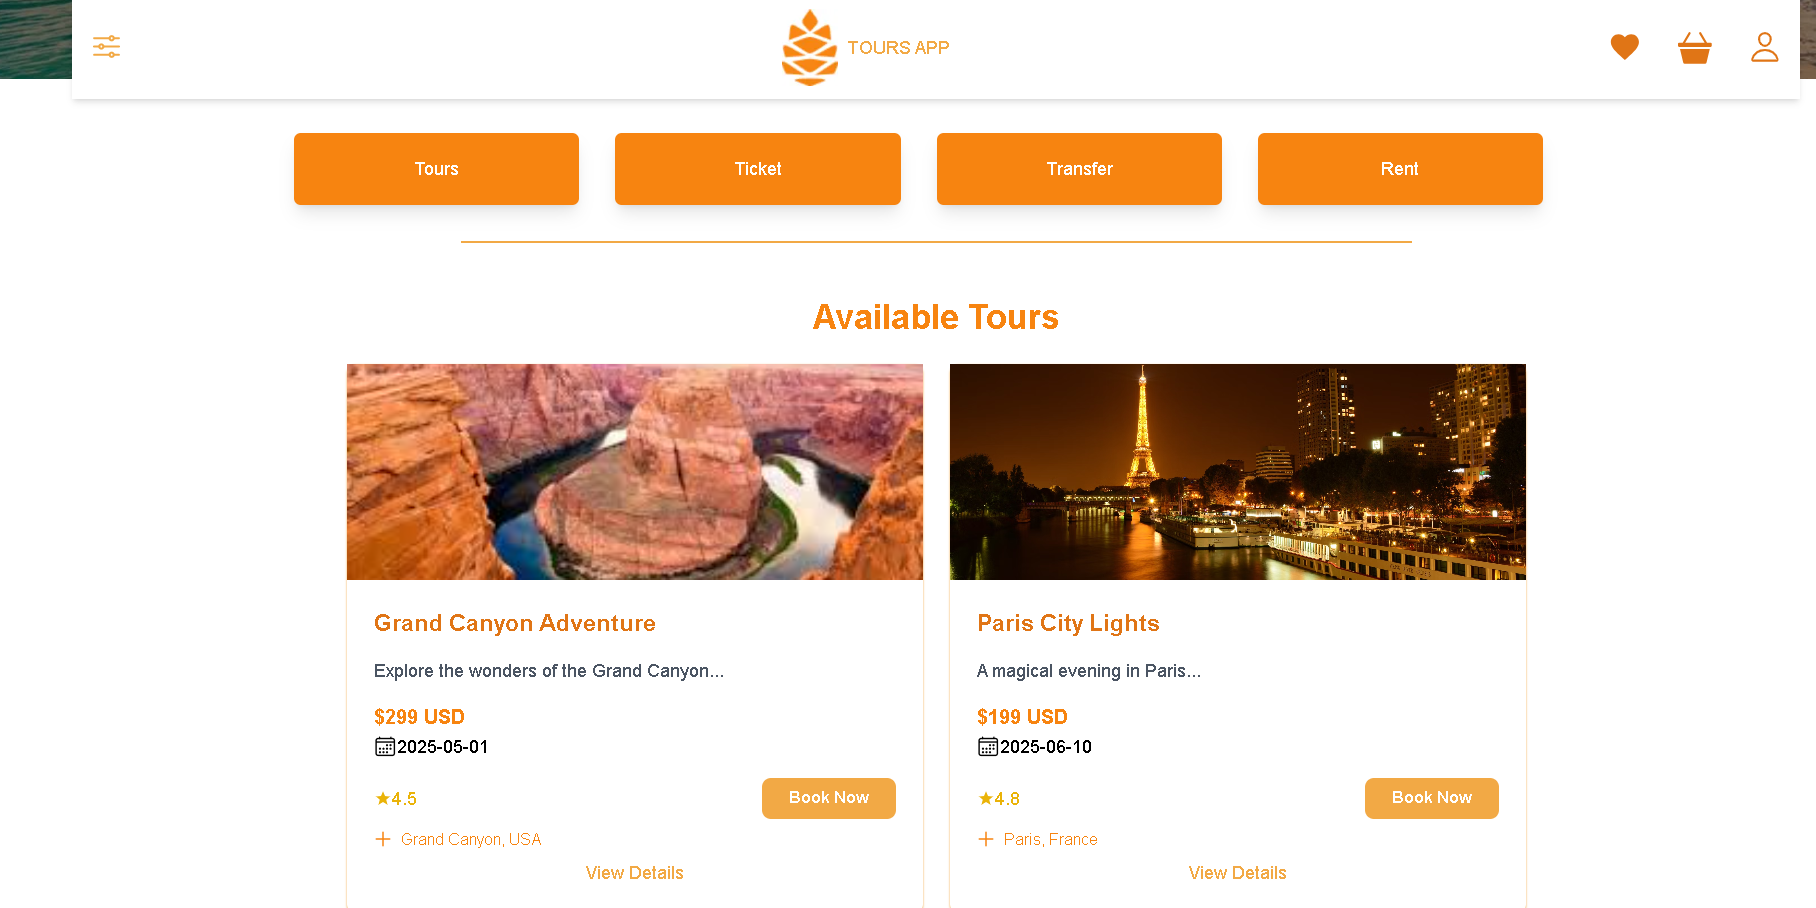 TOURS APP
Tours
Ticket
Transfer
Rent
Available Tours
Grand Canyon Adventure
Explore the wonders of the Grand Canyon...
$299 USD
2025-05-01
4.5
Book Now
Grand Canyon, USA
View Details
Paris City Lights
A magical evening in Paris...
$199 USD
2025-06-10
4.8
Book Now
Paris, France
View Details